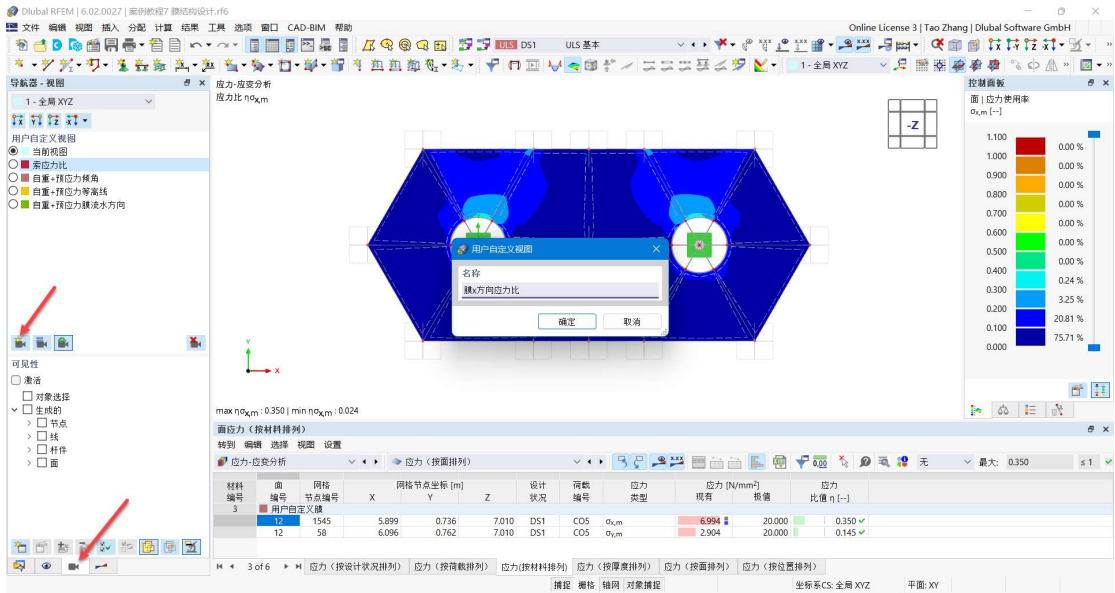 Dlubal RFEM | 6.02.0027 | 案例教程7 膜结构设计.rf6
文件 编辑 视图 插入 分配 计算 结果 工具 选项 窗口 CAD-BIM 帮助
Online License 3 | Tao Zhang | Dlubal Software GmbH
ULS DS1 ULS 基本
1 - 全局 XYZ
导航器 - 视图
1 - 全局 XYZ
用户自定义视图
当前视图
索应力比
自重+预应力倾角
自重+预应力等高线
自重+预应力膜流水方向
可见性
激活
对象选择
生成的
节点
线
杆件
面
应力-应变分析
应力比 ησx,m
-Z
Y
X
用户自定义视图
名称
膜x方向应力比
确定 取消
max ησx,m : 0.350 | min ησx,m : 0.024
控制面板
面 | 应力使用率
σx,m [--]
1.100
0.00 %
1.000
0.00 %
0.900
0.00 %
0.800
0.00 %
0.700
0.00 %
0.600
0.00 %
0.500
0.00 %
0.400
0.24 %
0.300
3.25 %
0.200
20.81 %
0.100
75.71 %
0.000
面应力 (按材料排列)
转到 编辑 选择 视图 设置
应力-应变分析 应力 (按面排列) 无 最大: 0.350 ≤ 1
材料 面 网格 网格节点坐标 [m] 设计 荷载 应力 应力 [N/mm²] 应力
编号 编号 节点编号 X Y Z 状况 编号 类型 现有 极值 比值 η [--]
3 用户自定义膜
12 1545 5.899 0.736 7.010 DS1 CO5 σx,m 6.994 20.000 0.350
12 58 6.096 0.762 7.010 DS1 CO5 σy,m 2.904 20.000 0.145
3 of 6 应力 (按设计状况排列) 应力 (按荷载排列) 应力(按材料排列) 应力 (按厚度排列) 应力 (按面排列) 应力 (按位置排列)
捕捉 栅格 轴网 对象捕捉 坐标系CS: 全局 XYZ 平面: XY